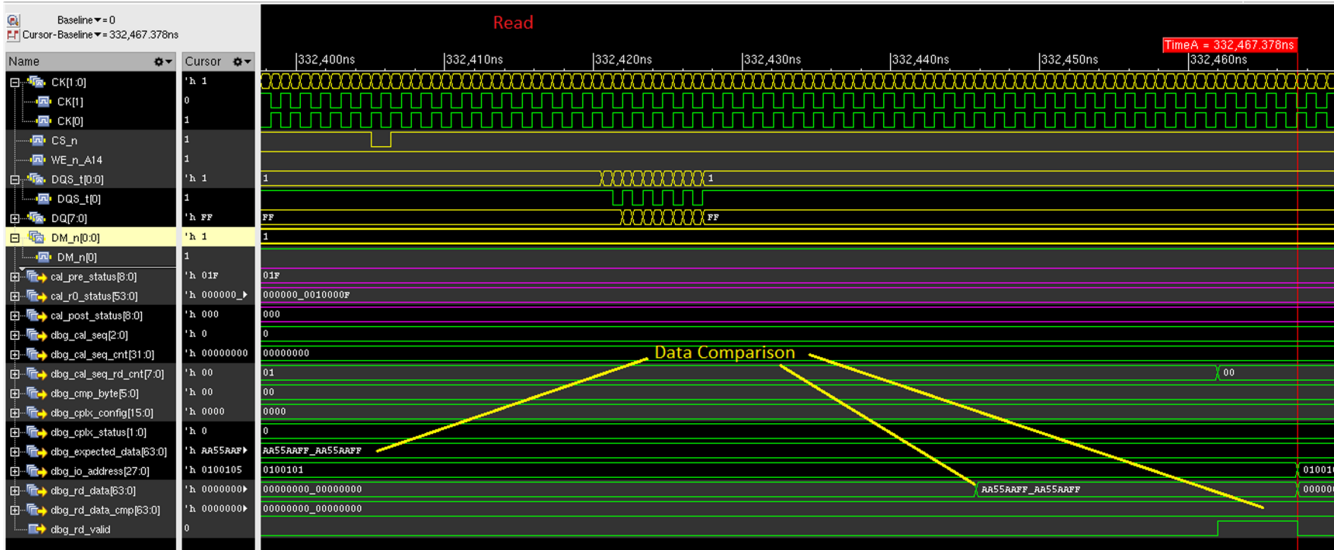 Baseline▼= 0
Cursor-Baseline▼= 332,467.378ns
Read
TimeA = 332,467.378ns
Name
Cursor
332,400ns
332,410ns
332,420ns
332,430ns
332,440ns
332,450ns
332,460ns
CK[1:0] 'h 1
CK[1] 0
CK[0] 1
CS_n 1
WE_n_A14 1
DQS_t[0:0] 'h 1 1 1
DQS_t[0] 1
DQ[7:0] 'h FF FF FF
DM_n[0:0] 'h 1 1
DM_n[0] 1
cal_pre_status[8:0] 'h 01F 01F
cal_r0_status[53:0] 'h 000000_ 000000_0010000F
cal_post_status[8:0] 'h 000 000
dbg_cal_seq[2:0] 'h 0 0
dbg_cal_seq_cnt[31:0] 'h 00000000 00000000
Data Comparison
dbg_cal_seq_rd_cnt[7:0] 'h 00 01 00
dbg_cmp_byte[5:0] 'h 00 00
dbg_cplx_config[15:0] 'h 0000 0000
dbg_cplx_status[1:0] 'h 0 0
dbg_expected_data[63:0] 'h AA55AAF AA55AAFF_AA55AAFF
dbg_io_address[27:0] 'h 0100105 0100101 01001
dbg_rd_data[63:0] 'h 0000000 00000000_00000000 AA55AAFF_AA55AAFF 000000
dbg_rd_data_cmp[63:0] 'h 0000000 00000000_00000000
dbg_rd_valid 0